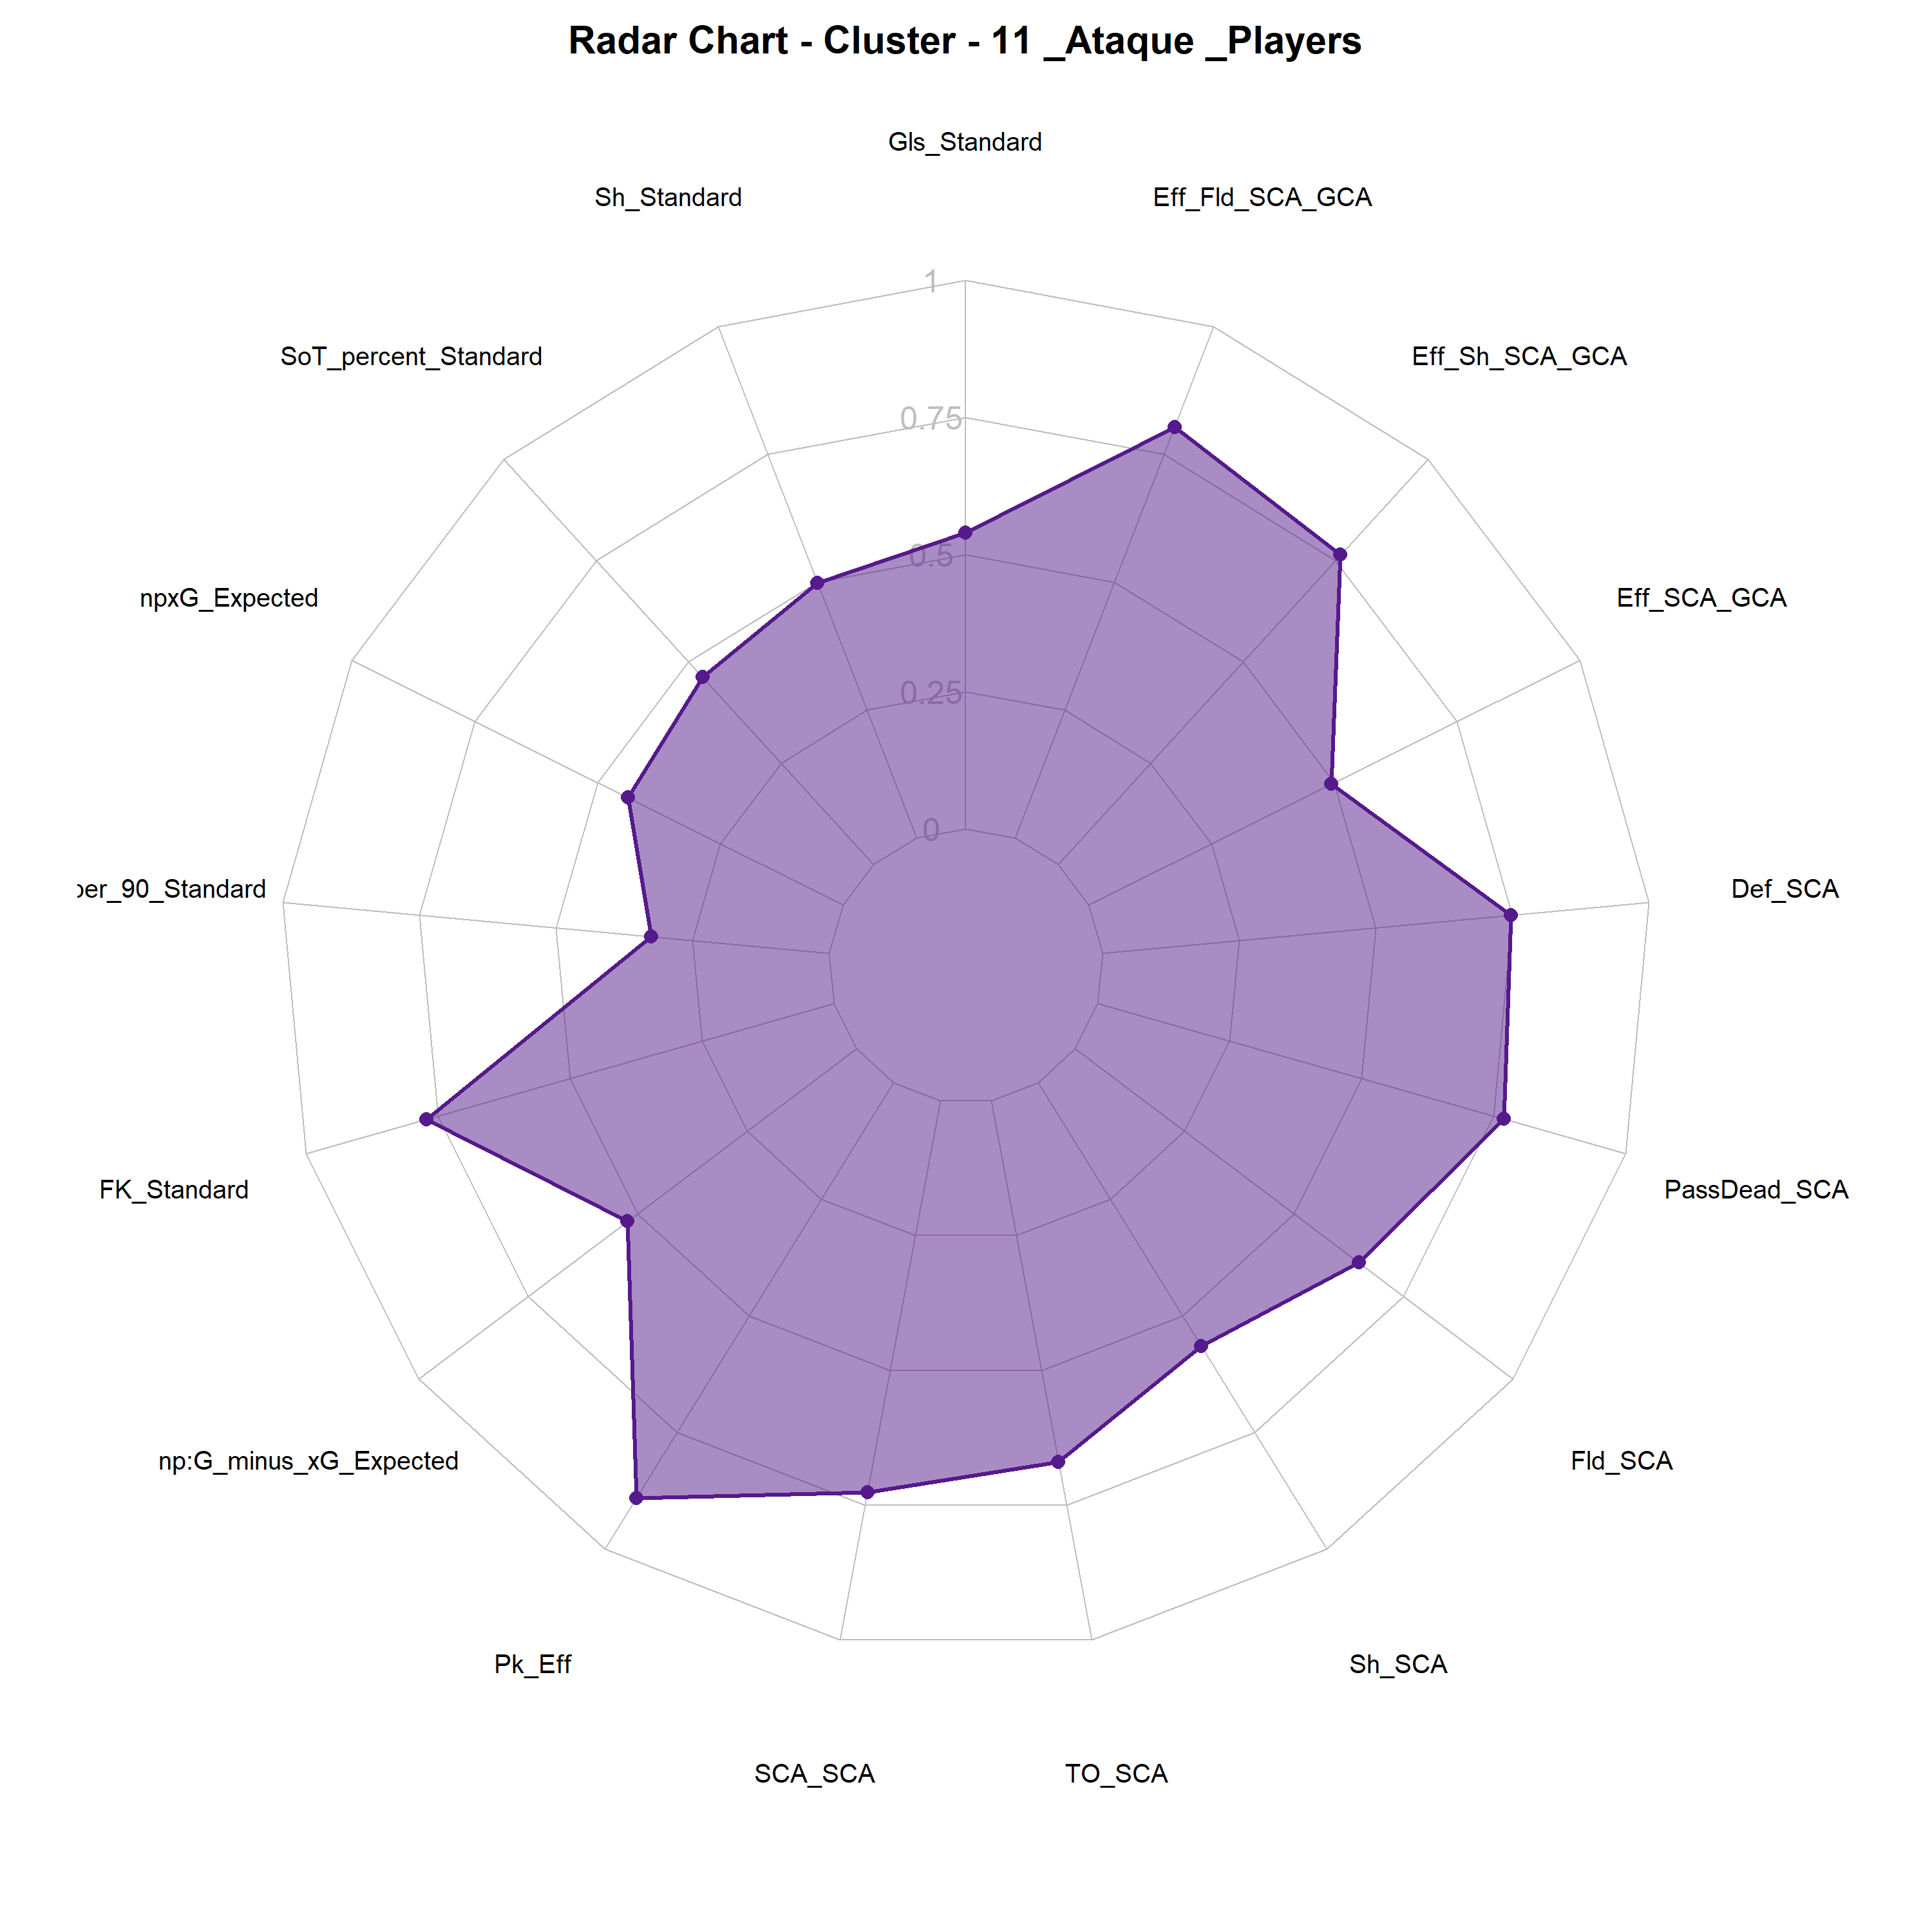 Radar Chart - Cluster - 11 _Ataque _Players
Gls_Standard
Sh_Standard
Eff_Fld_SCA_GCA
1
SoT_percent_Standard
Eff_Sh_SCA_GCA
0.75
0.5
npxG_Expected
Eff_SCA_GCA
0.25
0
per_90_Standard
Def_SCA
FK_Standard
PassDead_SCA
np:G_minus_xG_Expected
Fld_SCA
Pk_Eff
Sh_SCA
SCA_SCA
TO_SCA